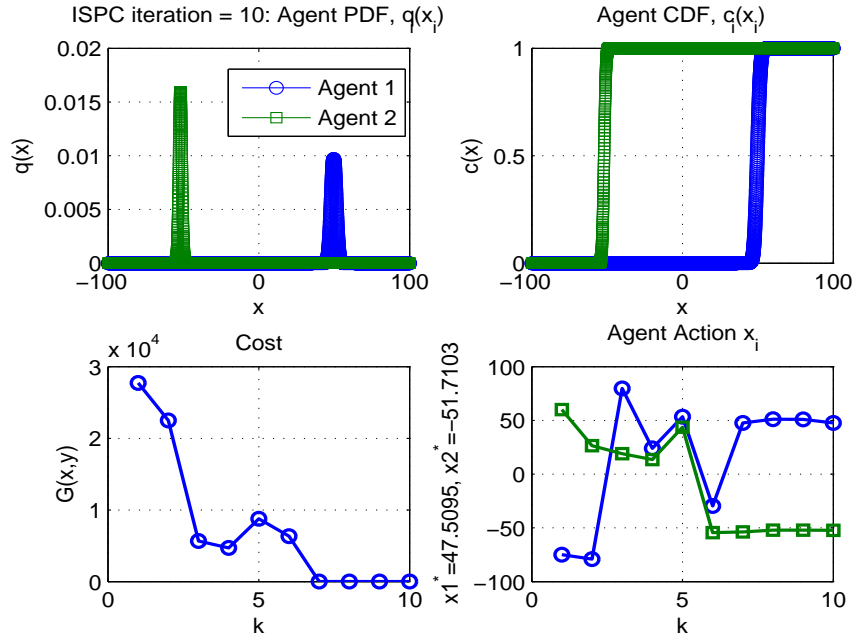 ISPC iteration = 10: Agent PDF, q_i(x_i)
0.02
0.015
0.01
0.005
0
q(x)
Agent 1
Agent 2
−100
0
100
x
Agent CDF, c_i(x_i)
1
0.5
0
c(x)
−100
0
100
x
Cost
x 10^4
3
2
1
0
G(x,y)
0
5
10
k
Agent Action x_i
x1* =47.5095, x2* =−51.7103
100
50
0
−50
−100
0
5
10
k